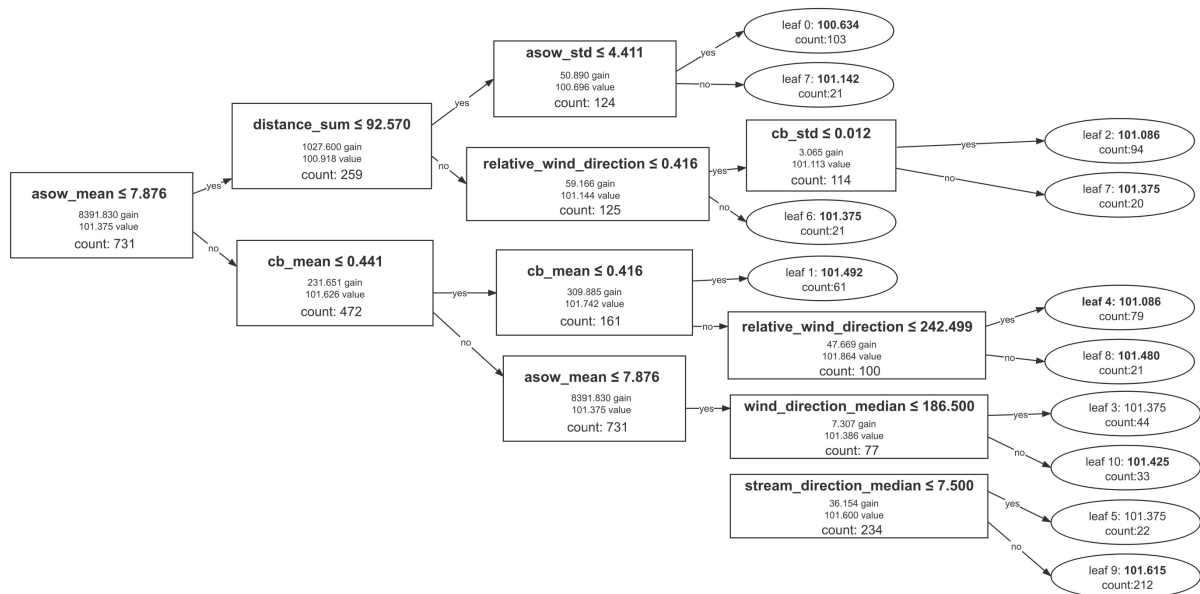 asow_mean ≤ 7.876
8391.830 gain
101.375 value
count: 731
yes
no
distance_sum ≤ 92.570
1027.600 gain
100.918 value
count: 259
yes
no
cb_mean ≤ 0.441
231.651 gain
101.626 value
count: 472
yes
no
asow_std ≤ 4.411
50.890 gain
100.696 value
count: 124
yes
no
relative_wind_direction ≤ 0.416
59.166 gain
101.144 value
count: 125
yes
no
cb_mean ≤ 0.416
309.885 gain
101.742 value
count: 161
yes
no
asow_mean ≤ 7.876
8391.830 gain
101.375 value
count: 731
yes
leaf 0: 100.634
count:103
leaf 7: 101.142
count:21
cb_std ≤ 0.012
3.065 gain
101.113 value
count: 114
yes
no
leaf 6: 101.375
count:21
leaf 1: 101.492
count:61
relative_wind_direction ≤ 242.499
47.669 gain
101.864 value
count: 100
yes
no
wind_direction_median ≤ 186.500
7.307 gain
101.386 value
count: 77
yes
no
stream_direction_median ≤ 7.500
36.154 gain
101.600 value
count: 234
yes
no
leaf 2: 101.086
count:94
leaf 7: 101.375
count:20
leaf 4: 101.086
count:79
leaf 8: 101.480
count:21
leaf 3: 101.375
count:44
leaf 10: 101.425
count:33
leaf 5: 101.375
count:22
leaf 9: 101.615
count:212